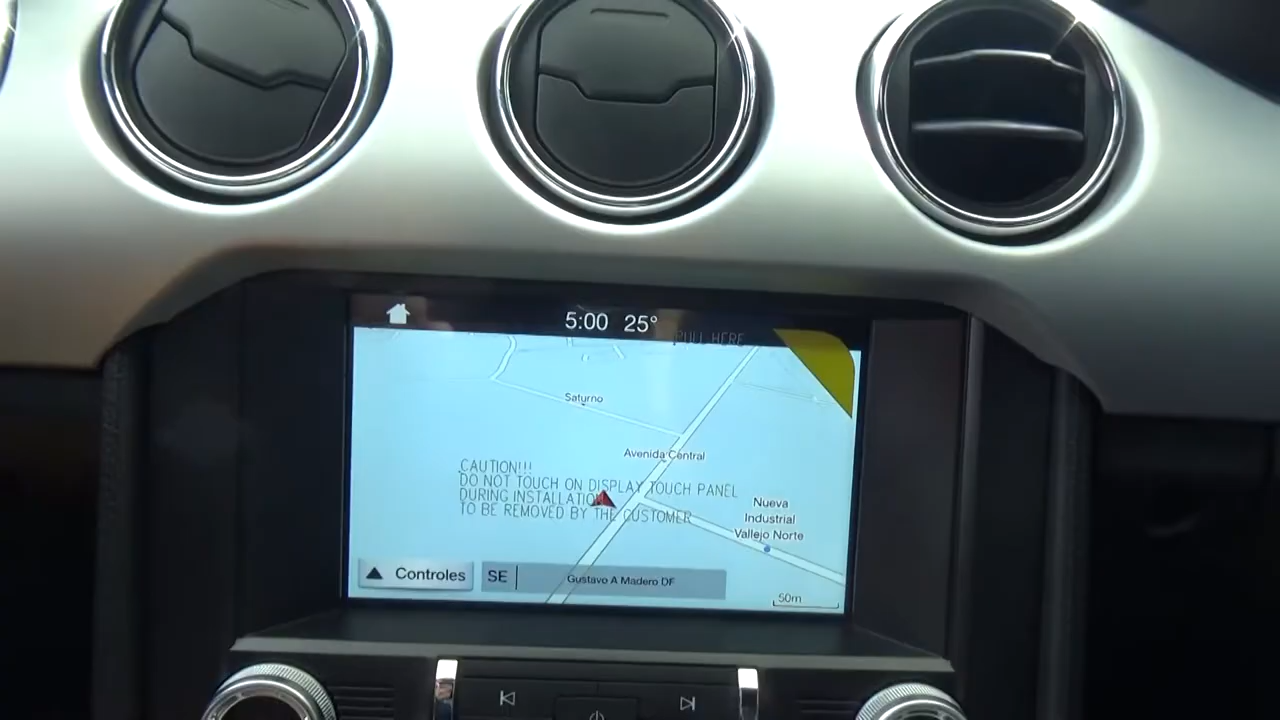 5:00 25°
PULL HERE
Saturno
Avenida Central
CAUTION!!!
DO NOT TOUCH ON DISPLAY TOUCH PANEL
DURING INSTALLATION
TO BE REMOVED BY THE CUSTOMER
Nueva
Industrial
Vallejo Norte
Controles
SE
Gustavo A Madero DF
50m